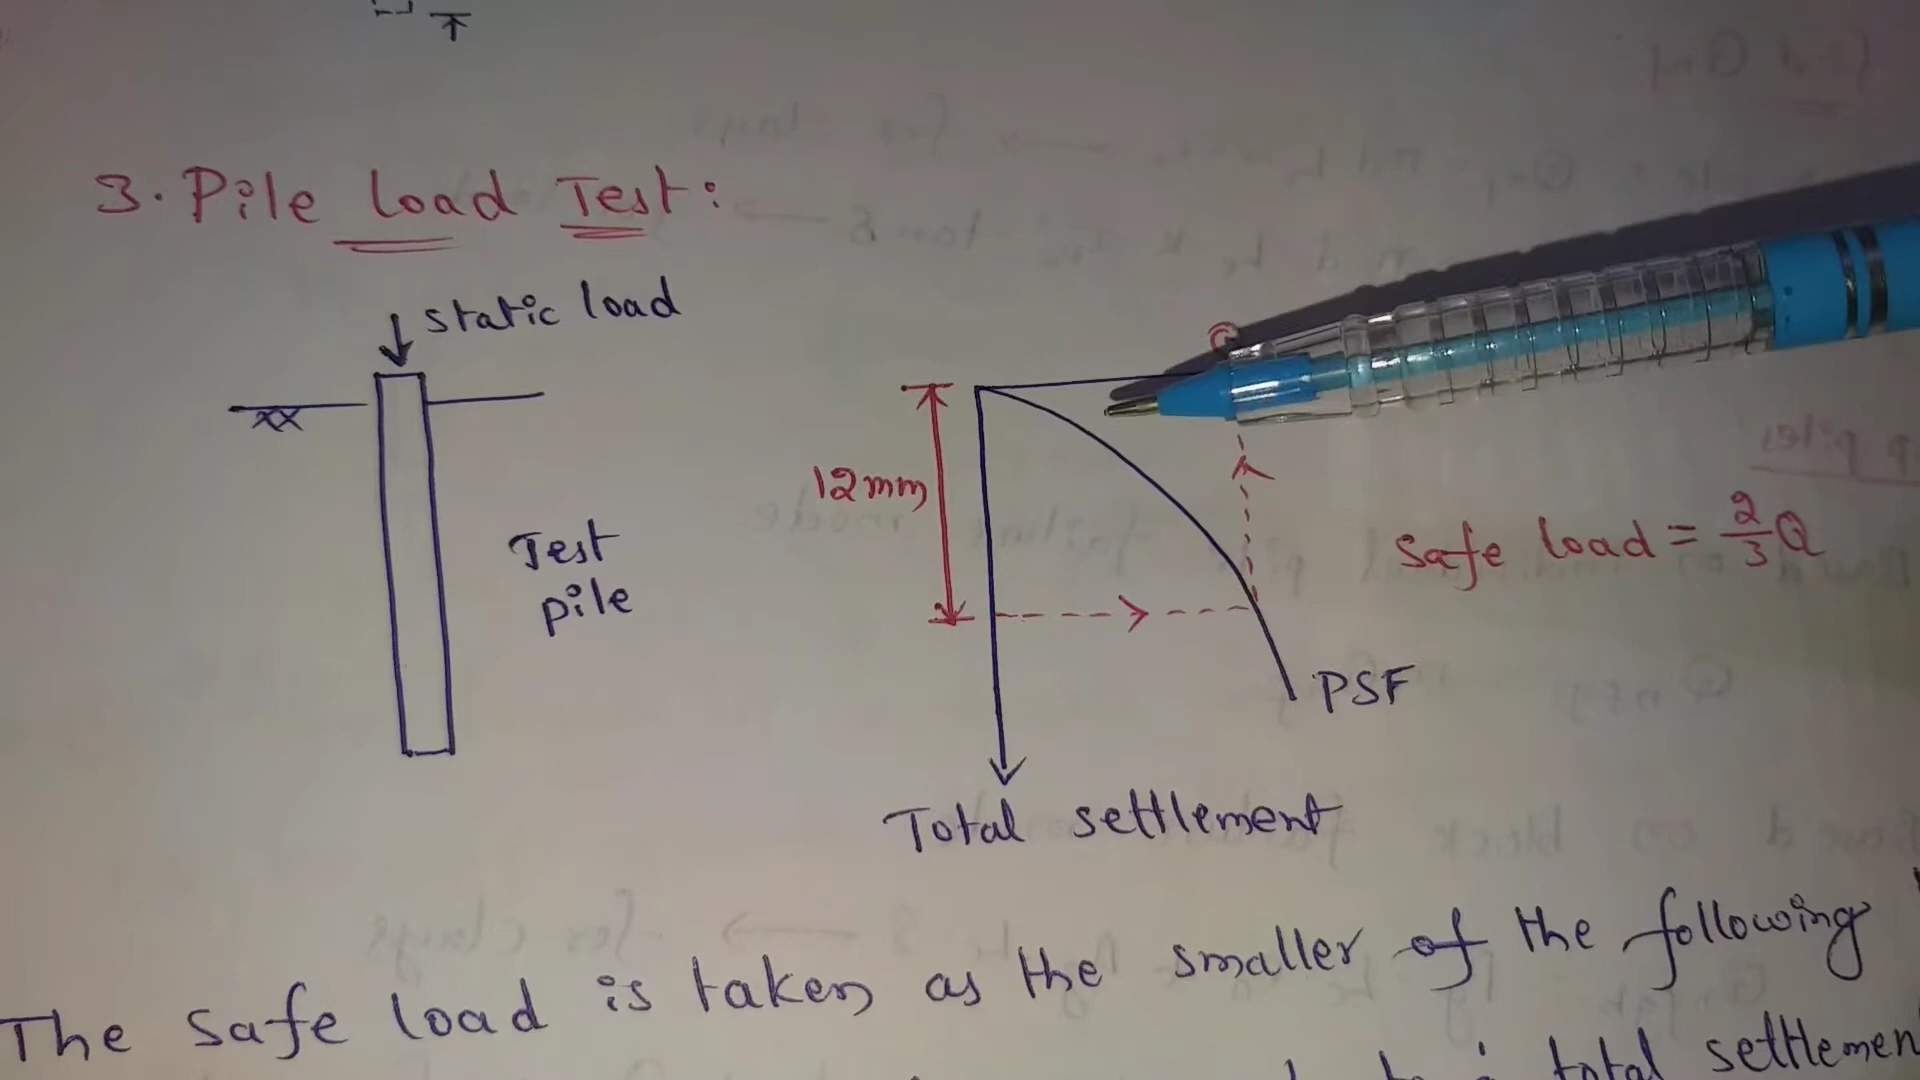 3. Pile Load Test:
static load
Test
pile
12mm
Safe load = 2/3 Q
PSF
Total settlement
The safe load is taken as the smaller of the following
total settlemen